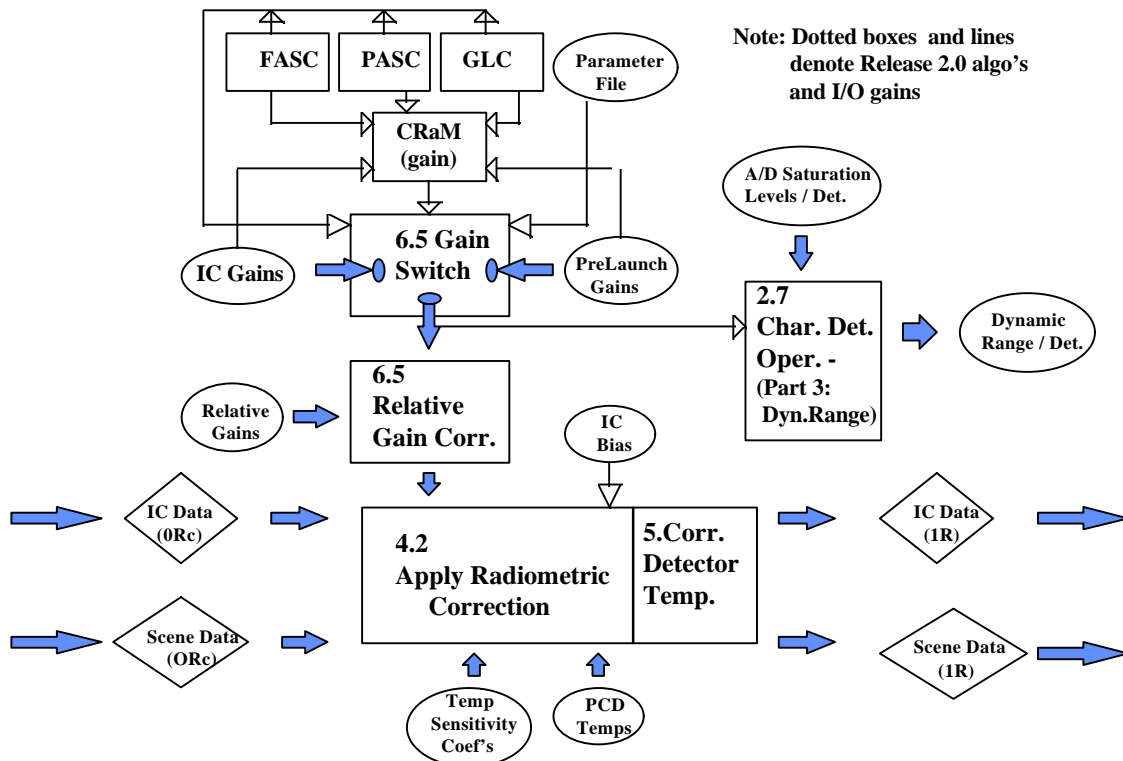 Note: Dotted boxes and lines
denote Release 2.0 algo's
and I/O gains
FASC
PASC
GLC
Parameter
File
CRaM
(gain)
A/D Saturation
Levels / Det.
6.5 Gain
Switch
IC Gains
PreLaunch
Gains
2.7
Char. Det.
Oper. -
(Part 3:
Dyn.Range)
Dynamic
Range / Det.
6.5
Relative
Gain Corr.
Relative
Gains
IC
Bias
IC Data
(0Rc)
4.2
Apply Radiometric
Correction
5.Corr.
Detector
Temp.
IC Data
(1R)
Scene Data
(ORc)
Scene Data
(1R)
Temp
Sensitivity
Coef's
PCD
Temps